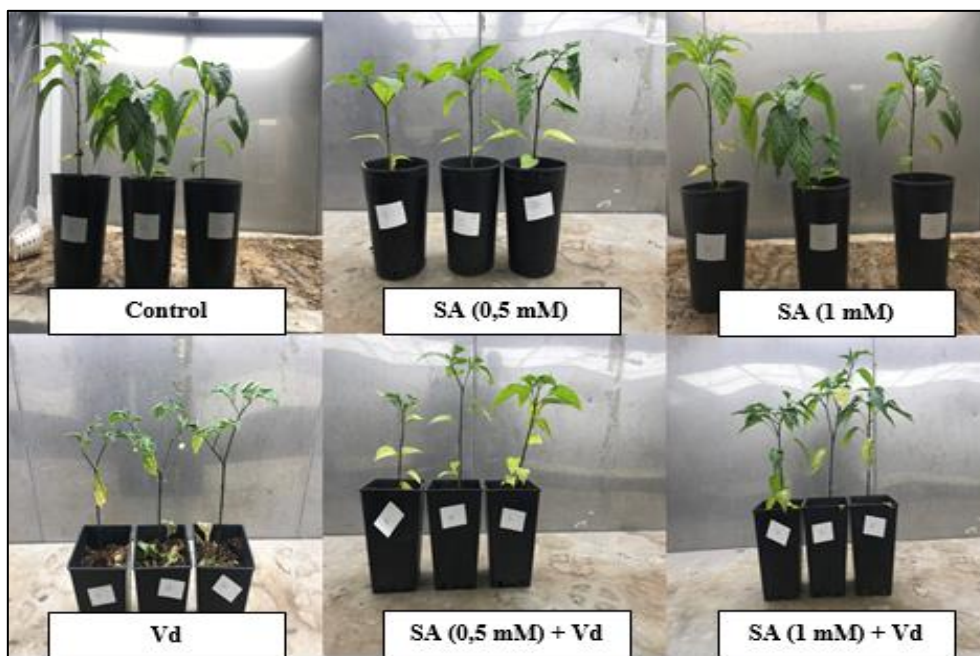 Control
SA (0,5 mM)
SA (1 mM)
Vd
SA (0,5 mM) + Vd
SA (1 mM) + Vd